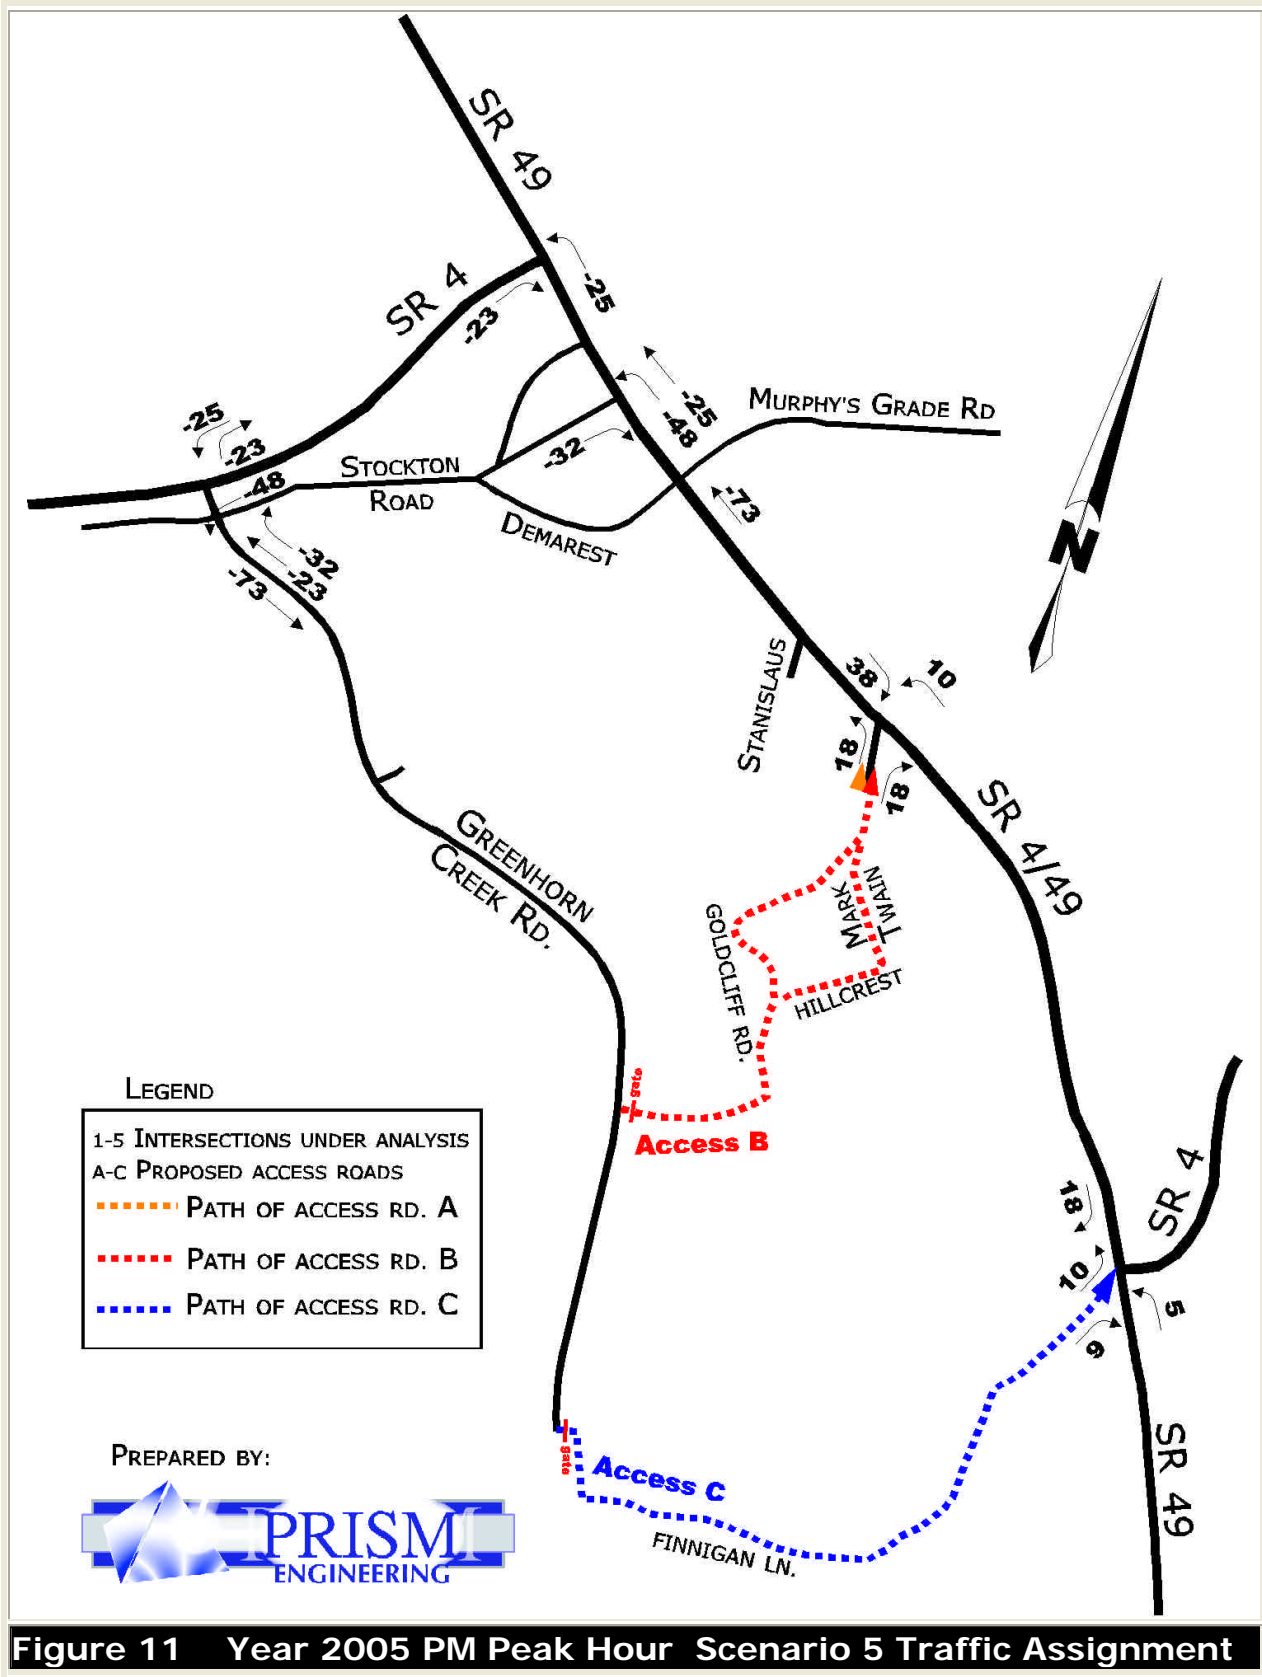 SR 49
SR 4
-25
-23
-25
-23
-25
-48
-32
MURPHY'S GRADE RD
STOCKTON
ROAD
DEMAREST
-48
-32
-23
-73
-73
N
STANISLAUS
38
10
18
18
SR 4/49
GREENHORN
CREEK RD.
MARK
TWAIN
GOLDCLIFF RD.
HILLCREST
gate
Access B
LEGEND
1-5 INTERSECTIONS UNDER ANALYSIS
A-C PROPOSED ACCESS ROADS
PATH OF ACCESS RD. A
PATH OF ACCESS RD. B
PATH OF ACCESS RD. C
SR 4
18
10
5
9
SR 49
gate
Access C
FINNIGAN LN.
PREPARED BY:
PRISM
ENGINEERING
Figure 11 Year 2005 PM Peak Hour Scenario 5 Traffic Assignment